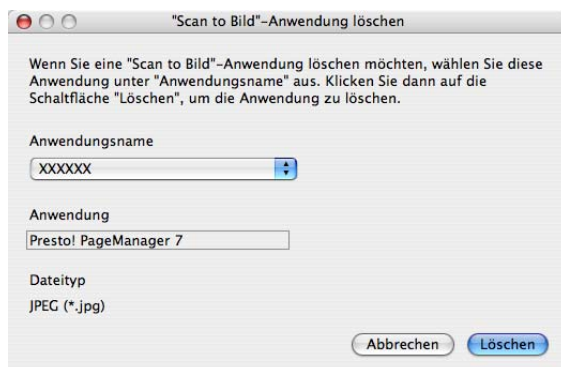 "Scan to Bild"-Anwendung löschen
Wenn Sie eine "Scan to Bild"-Anwendung löschen möchten, wählen Sie diese
Anwendung unter "Anwendungsname" aus. Klicken Sie dann auf die
Schaltfläche "Löschen", um die Anwendung zu löschen.
Anwendungsname
XXXXXX
Anwendung
Presto! PageManager 7
Dateityp
JPEG (*.jpg)
Abbrechen Löschen